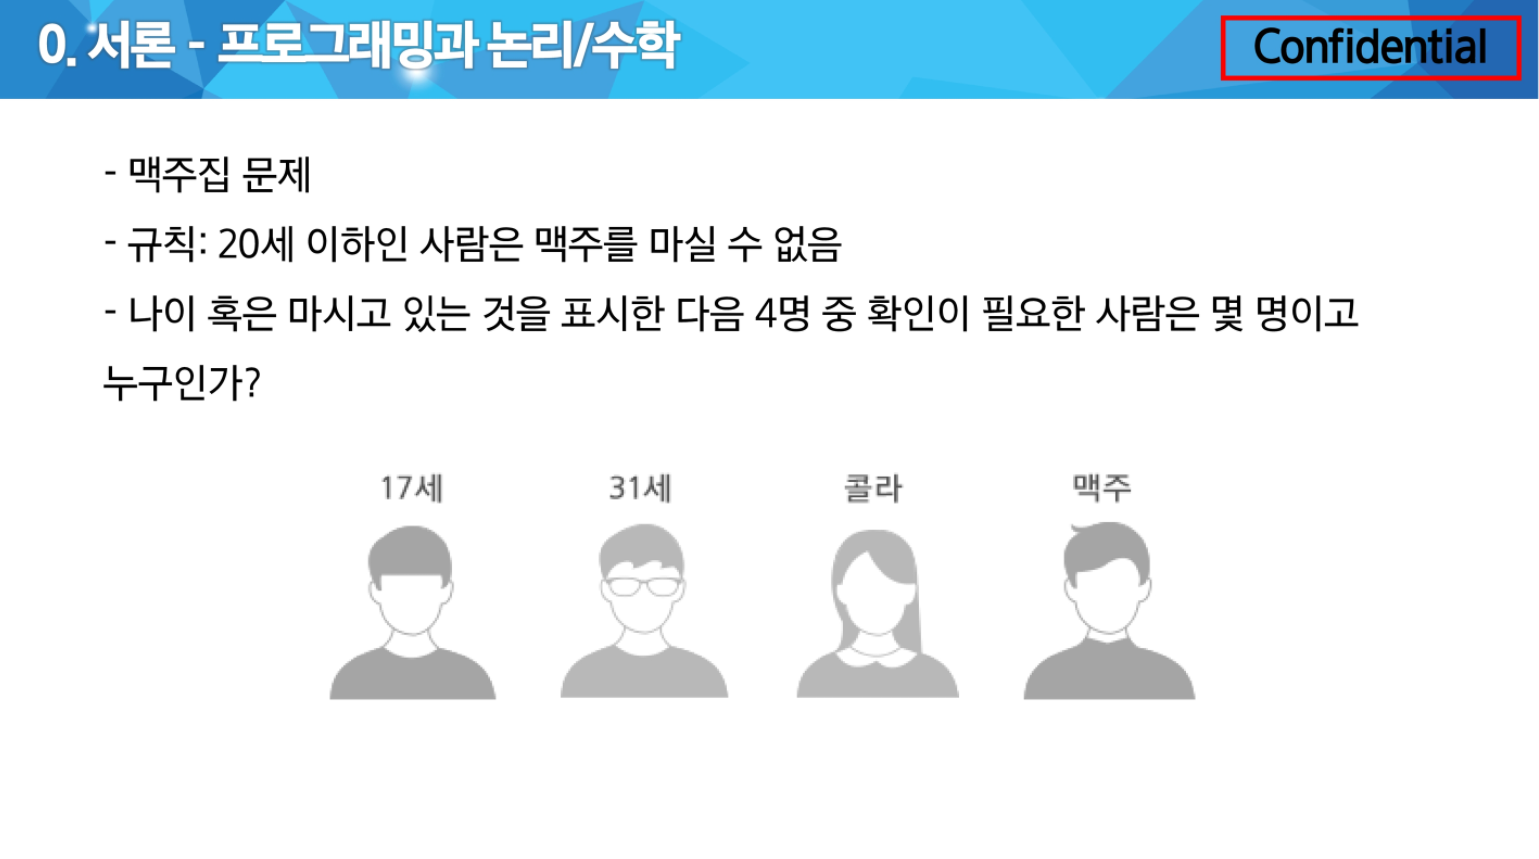 0. 서론 - 프로그래밍과 논리/수학
Confidential
- 맥주집 문제
- 규칙: 20세 이하인 사람은 맥주를 마실 수 없음
- 나이 혹은 마시고 있는 것을 표시한 다음 4명 중 확인이 필요한 사람은 몇 명이고
누구인가?
17세
31세
콜라
맥주